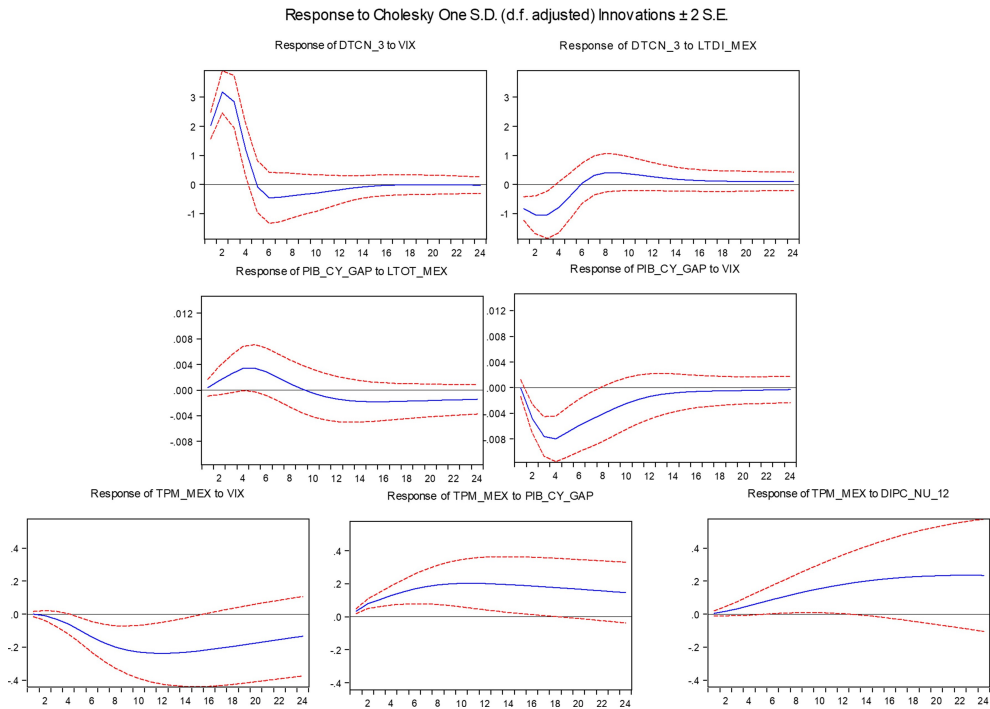 Response to Cholesky One S.D. (d.f. adjusted) Innovations ± 2 S.E.
Response of DTCN_3 to VIX
3
2
1
0
-1
2 4 6 8 10 12 14 16 18 20 22 24
Response of DTCN_3 to LTDI_MEX
3
2
1
0
-1
2 4 6 8 10 12 14 16 18 20 22 24
Response of PIB_CY_GAP to LTOT_MEX
.012
.008
.004
.000
-.004
-.008
2 4 6 8 10 12 14 16 18 20 22 24
Response of PIB_CY_GAP to VIX
.012
.008
.004
.000
-.004
-.008
2 4 6 8 10 12 14 16 18 20 22 24
Response of TPM_MEX to VIX
.4
.2
.0
-.2
-.4
2 4 6 8 10 12 14 16 18 20 22 24
Response of TPM_MEX to PIB_CY_GAP
.4
.2
.0
-.2
-.4
2 4 6 8 10 12 14 16 18 20 22 24
Response of TPM_MEX to DIPC_NU_12
.4
.2
.0
-.2
-.4
2 4 6 8 10 12 14 16 18 20 22 24